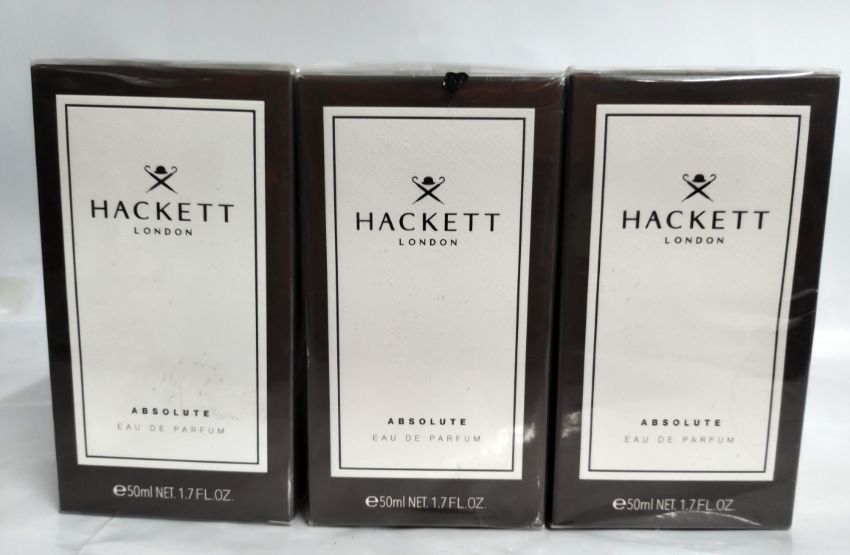 HACKETT
LONDON
ABSOLUTE
EAU DE PARFUM
℮50ml NET. 1.7 FL.OZ.
HACKETT
LONDON
ABSOLUTE
EAU DE PARFUM
℮50ml NET. 1.7 FL.OZ.
HACKETT
LONDON
ABSOLUTE
EAU DE PARFUM
℮50ml NET. 1.7 FL.OZ.